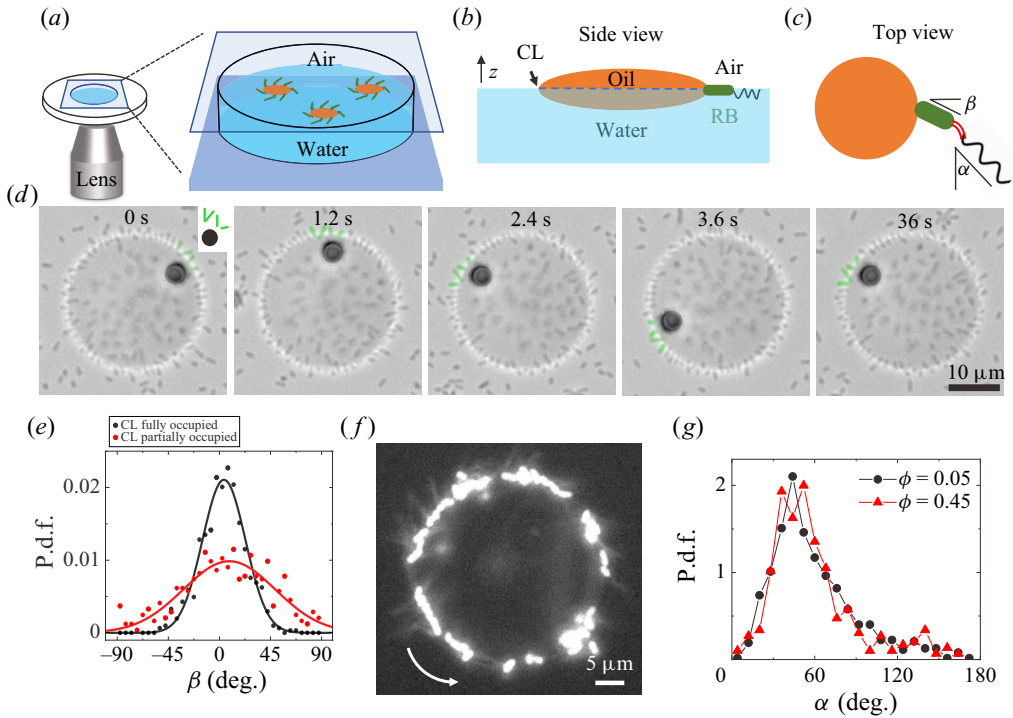 (a)
Air
Water
Lens
(b)
Side view
CL
z
Oil
Air
RB
Water
(c)
Top view
β
α
(d)
0 s
1.2 s
2.4 s
3.6 s
36 s
10 μm
(e)
CL fully occupied
CL partially occupied
P.d.f.
0.02
0.01
0
–90 –45 0 45 90
β (deg.)
(f)
5 μm
(g)
ϕ = 0.05
ϕ = 0.45
P.d.f.
2
1
0
60 120 180
α (deg.)